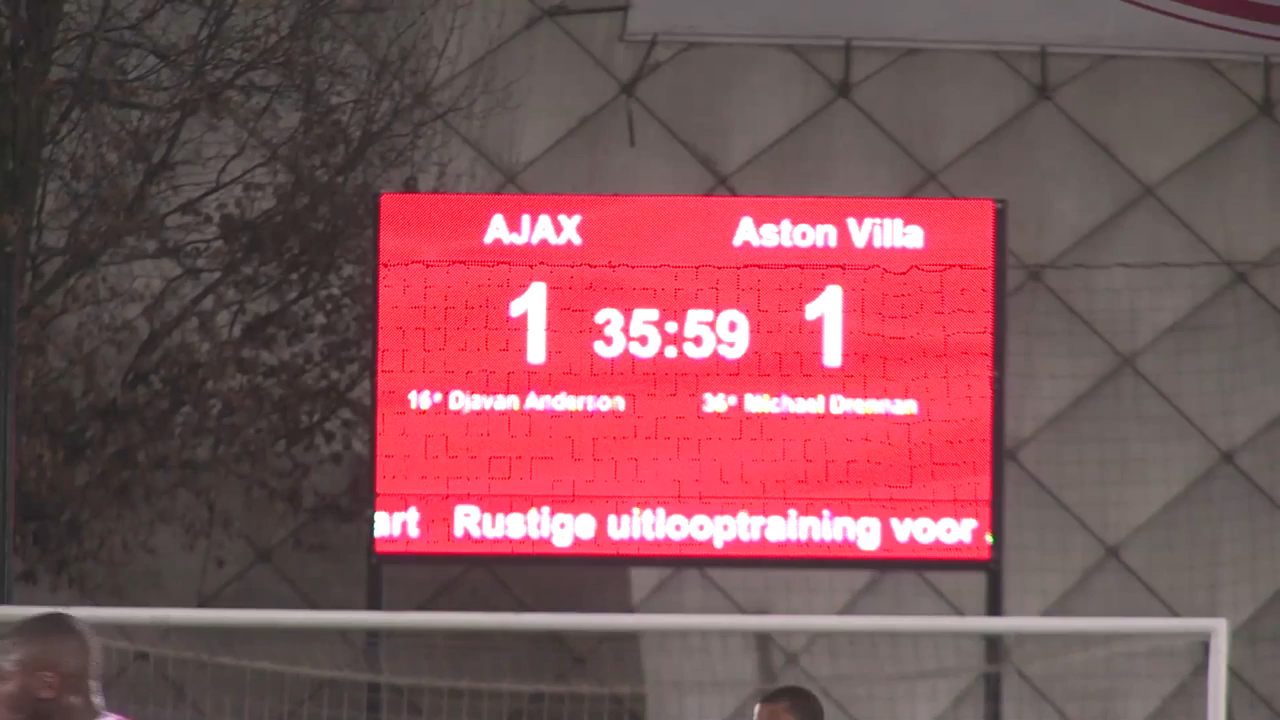 AJAX Aston Villa
1 35:59 1
16' Djavan Anderson 36' Michael Drennan
art Rustige uitlooptraining voor